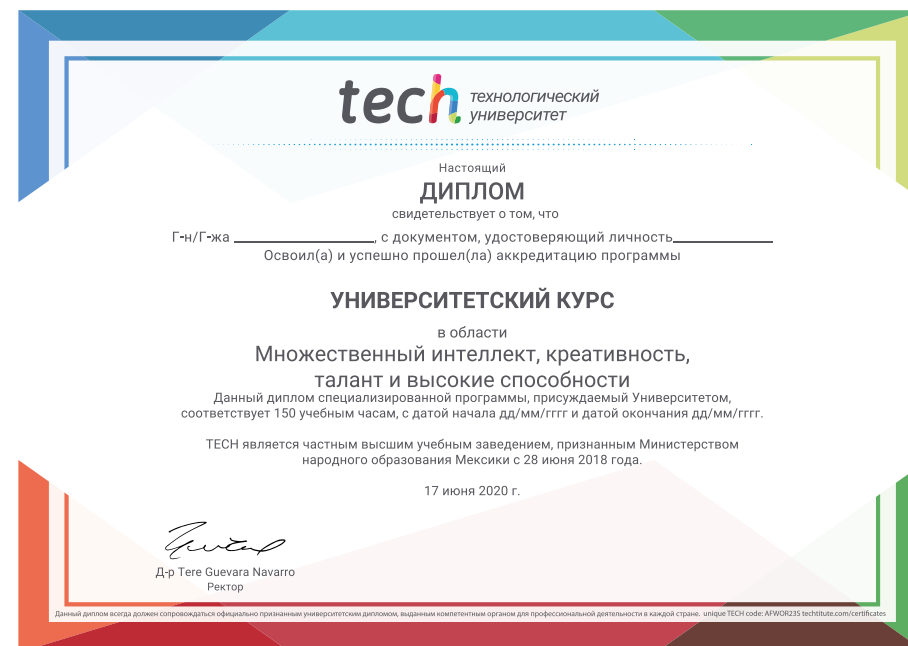 tech технологический
университет
Настоящий
ДИПЛОМ
свидетельствует о том, что
Г-н/Г-жа ____________, с документом, удостоверяющий личность____________
Освоил(а) и успешно прошел(ла) аккредитацию программы
УНИВЕРСИТЕТСКИЙ КУРС
в области
Множественный интеллект, креативность,
талант и высокие способности
Данный диплом специализированной программы, присуждаемый Университетом,
соответствует 150 учебным часам, с датой начала дд/мм/гггг и датой окончания дд/мм/гггг.
TECH является частным высшим учебным заведением, признанным Министерством
народного образования Мексики с 28 июня 2018 года.
17 июня 2020 г.
Д-р Tere Guevara Navarro
Ректор
Данный диплом всегда должен сопровождаться официально признанным университетским дипломом, выданным компетентным органом для профессиональной деятельности в каждой стране. unique TECH code: AFWOR23S techtitute.com/certificates